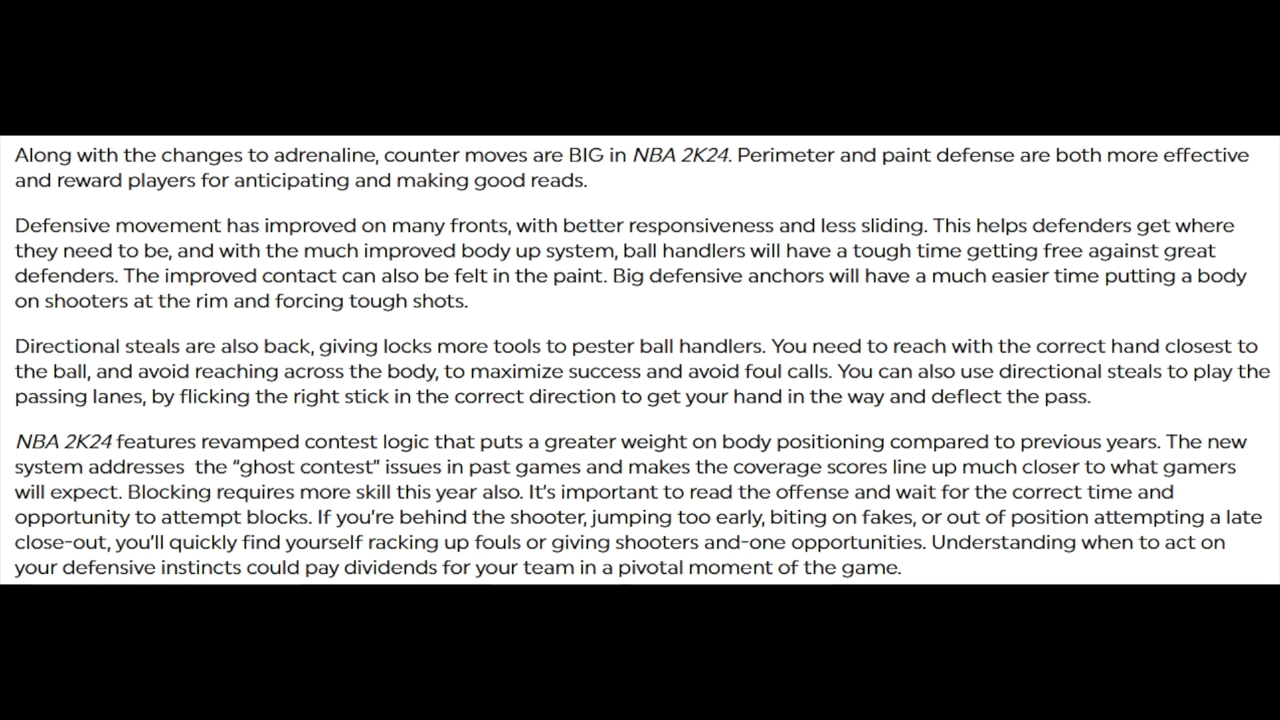 Along with the changes to adrenaline, counter moves are BIG in NBA 2K24. Perimeter and paint defense are both more effective
and reward players for anticipating and making good reads.
Defensive movement has improved on many fronts, with better responsiveness and less sliding. This helps defenders get where
they need to be, and with the much improved body up system, ball handlers will have a tough time getting free against great
defenders. The improved contact can also be felt in the paint. Big defensive anchors will have a much easier time putting a body
on shooters at the rim and forcing tough shots.
Directional steals are also back, giving locks more tools to pester ball handlers. You need to reach with the correct hand closest to
the ball, and avoid reaching across the body, to maximize success and avoid foul calls. You can also use directional steals to play the
passing lanes, by flicking the right stick in the correct direction to get your hand in the way and deflect the pass.
NBA 2K24 features revamped contest logic that puts a greater weight on body positioning compared to previous years. The new
system addresses  the “ghost contest” issues in past games and makes the coverage scores line up much closer to what gamers
will expect. Blocking requires more skill this year also. It’s important to read the offense and wait for the correct time and
opportunity to attempt blocks. If you’re behind the shooter, jumping too early, biting on fakes, or out of position attempting a late
close-out, you’ll quickly find yourself racking up fouls or giving shooters and-one opportunities. Understanding when to act on
your defensive instincts could pay dividends for your team in a pivotal moment of the game.